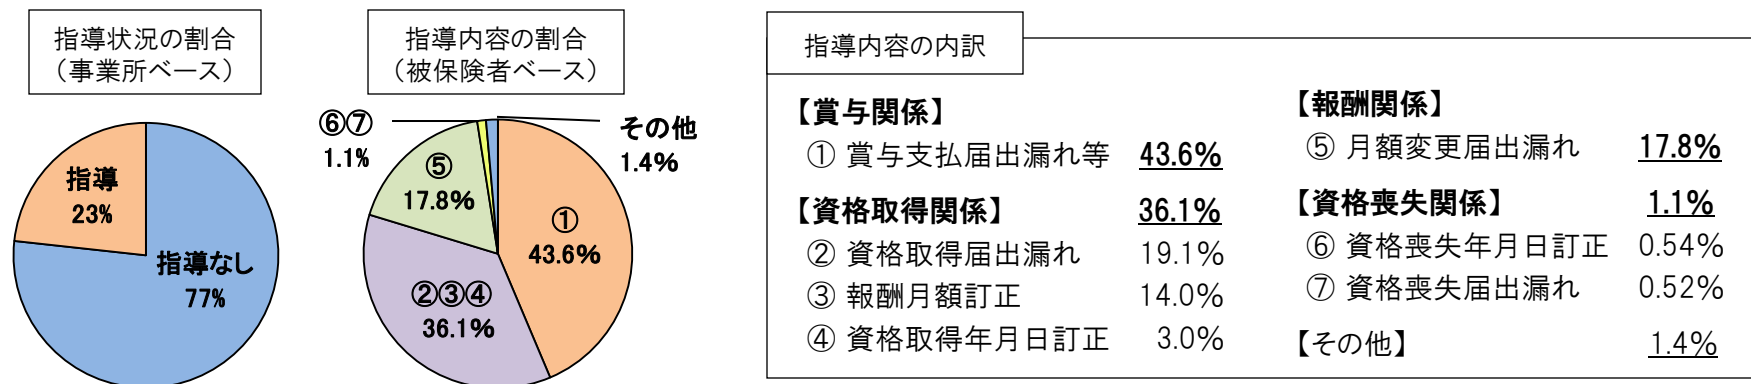 指導状況の割合
（事業所ベース）
指導
23%
指導なし
77%
指導内容の割合
（被保険者ベース）
⑥⑦
1.1%
その他
1.4%
⑤
17.8%
①
43.6%
②③④
36.1%
指導内容の内訳
【賞与関係】
① 賞与支払届出漏れ等 43.6%
【資格取得関係】 36.1%
② 資格取得届出漏れ 19.1%
③ 報酬月額訂正 14.0%
④ 資格取得年月日訂正 3.0%
【報酬関係】
⑤ 月額変更届出漏れ 17.8%
【資格喪失関係】 1.1%
⑥ 資格喪失年月日訂正 0.54%
⑦ 資格喪失届出漏れ 0.52%
【その他】 1.4%